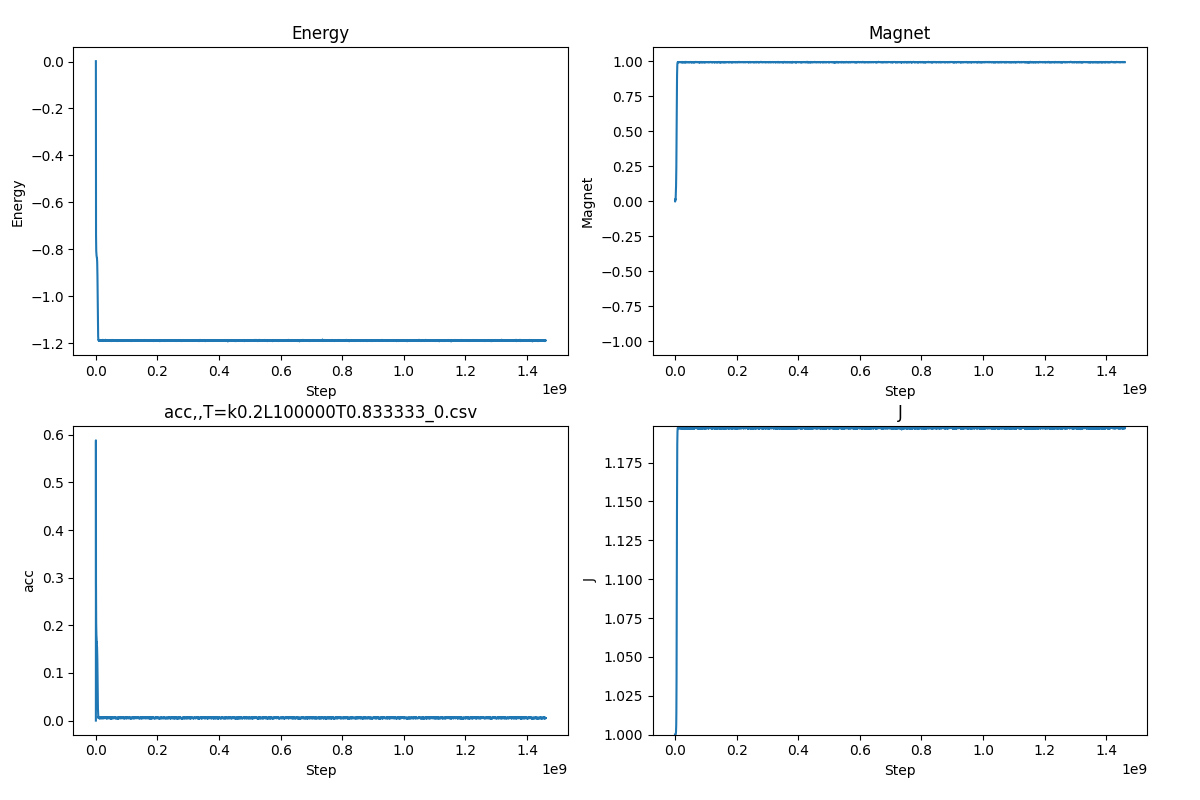 Energy
Energy
0.0
−0.2
−0.4
−0.6
−0.8
−1.0
−1.2
0.0 0.2 0.4 0.6 0.8 1.0 1.2 1.4
1e9
Step
Magnet
Magnet
1.00
0.75
0.50
0.25
0.00
−0.25
−0.50
−0.75
−1.00
0.0 0.2 0.4 0.6 0.8 1.0 1.2 1.4
1e9
Step
acc,,T=k0.2L100000T0.833333_0.csv
acc
0.6
0.5
0.4
0.3
0.2
0.1
0.0
0.0 0.2 0.4 0.6 0.8 1.0 1.2 1.4
1e9
Step
J
J
1.175
1.150
1.125
1.100
1.075
1.050
1.025
1.000
0.0 0.2 0.4 0.6 0.8 1.0 1.2 1.4
1e9
Step